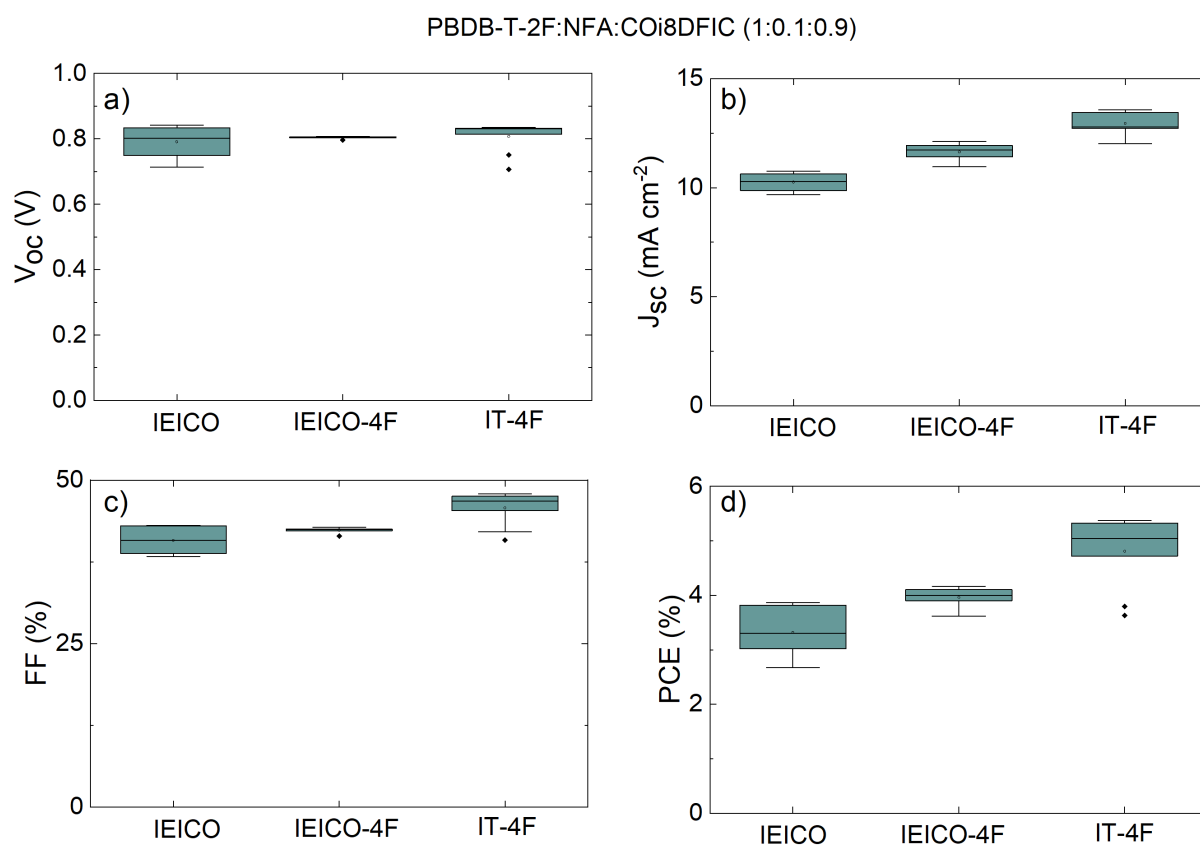 PBDB-T-2F:NFA:COi8DFIC (1:0.1:0.9)
a)
1.0
0.8
0.6
0.4
0.2
0.0
VOC (V)
IEICO IEICO-4F IT-4F
b)
15
10
5
0
JSC (mA cm-2)
IEICO IEICO-4F IT-4F
c)
50
25
0
FF (%)
IEICO IEICO-4F IT-4F
d)
6
4
2
0
PCE (%)
IEICO IEICO-4F IT-4F